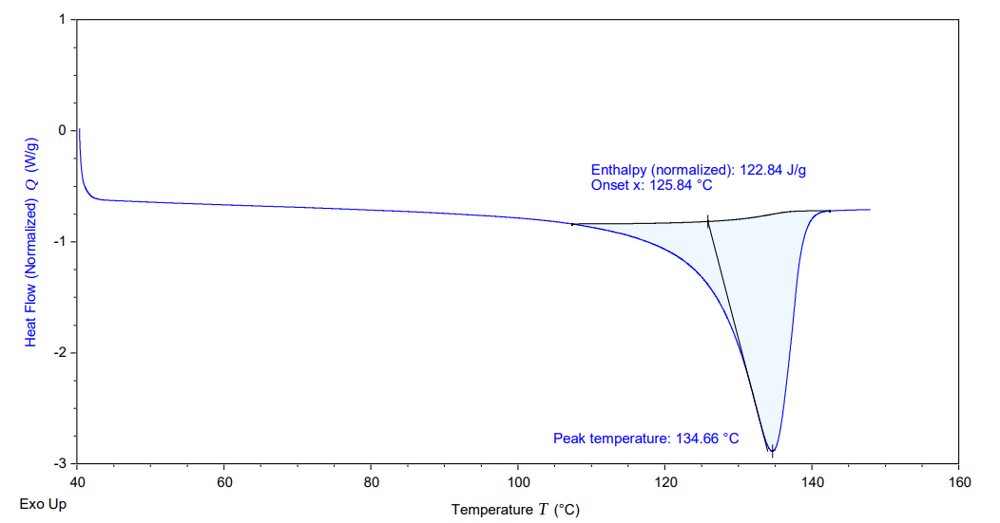 1
0
-1
-2
-3
Heat Flow (Normalized) Q (W/g)
Enthalpy (normalized): 122.84 J/g
Onset x: 125.84 °C
Peak temperature: 134.66 °C
40 60 80 100 120 140 160
Exo Up
Temperature T (°C)